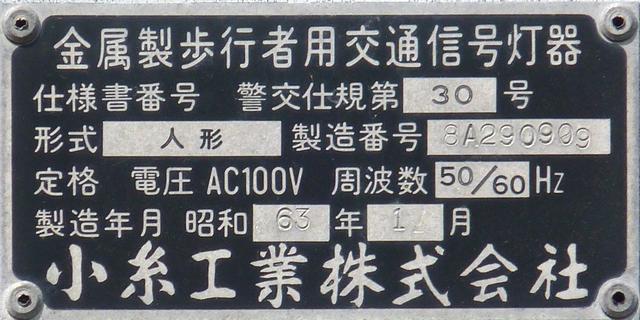 金属製歩行者用交通信号灯器
仕様書番号 警交仕規第 30 号
形式 人形 製造番号 8A290909
定格 電圧 AC100V 周波数 50/60 Hz
製造年月 昭和 63 年 月
小糸工業株式会社